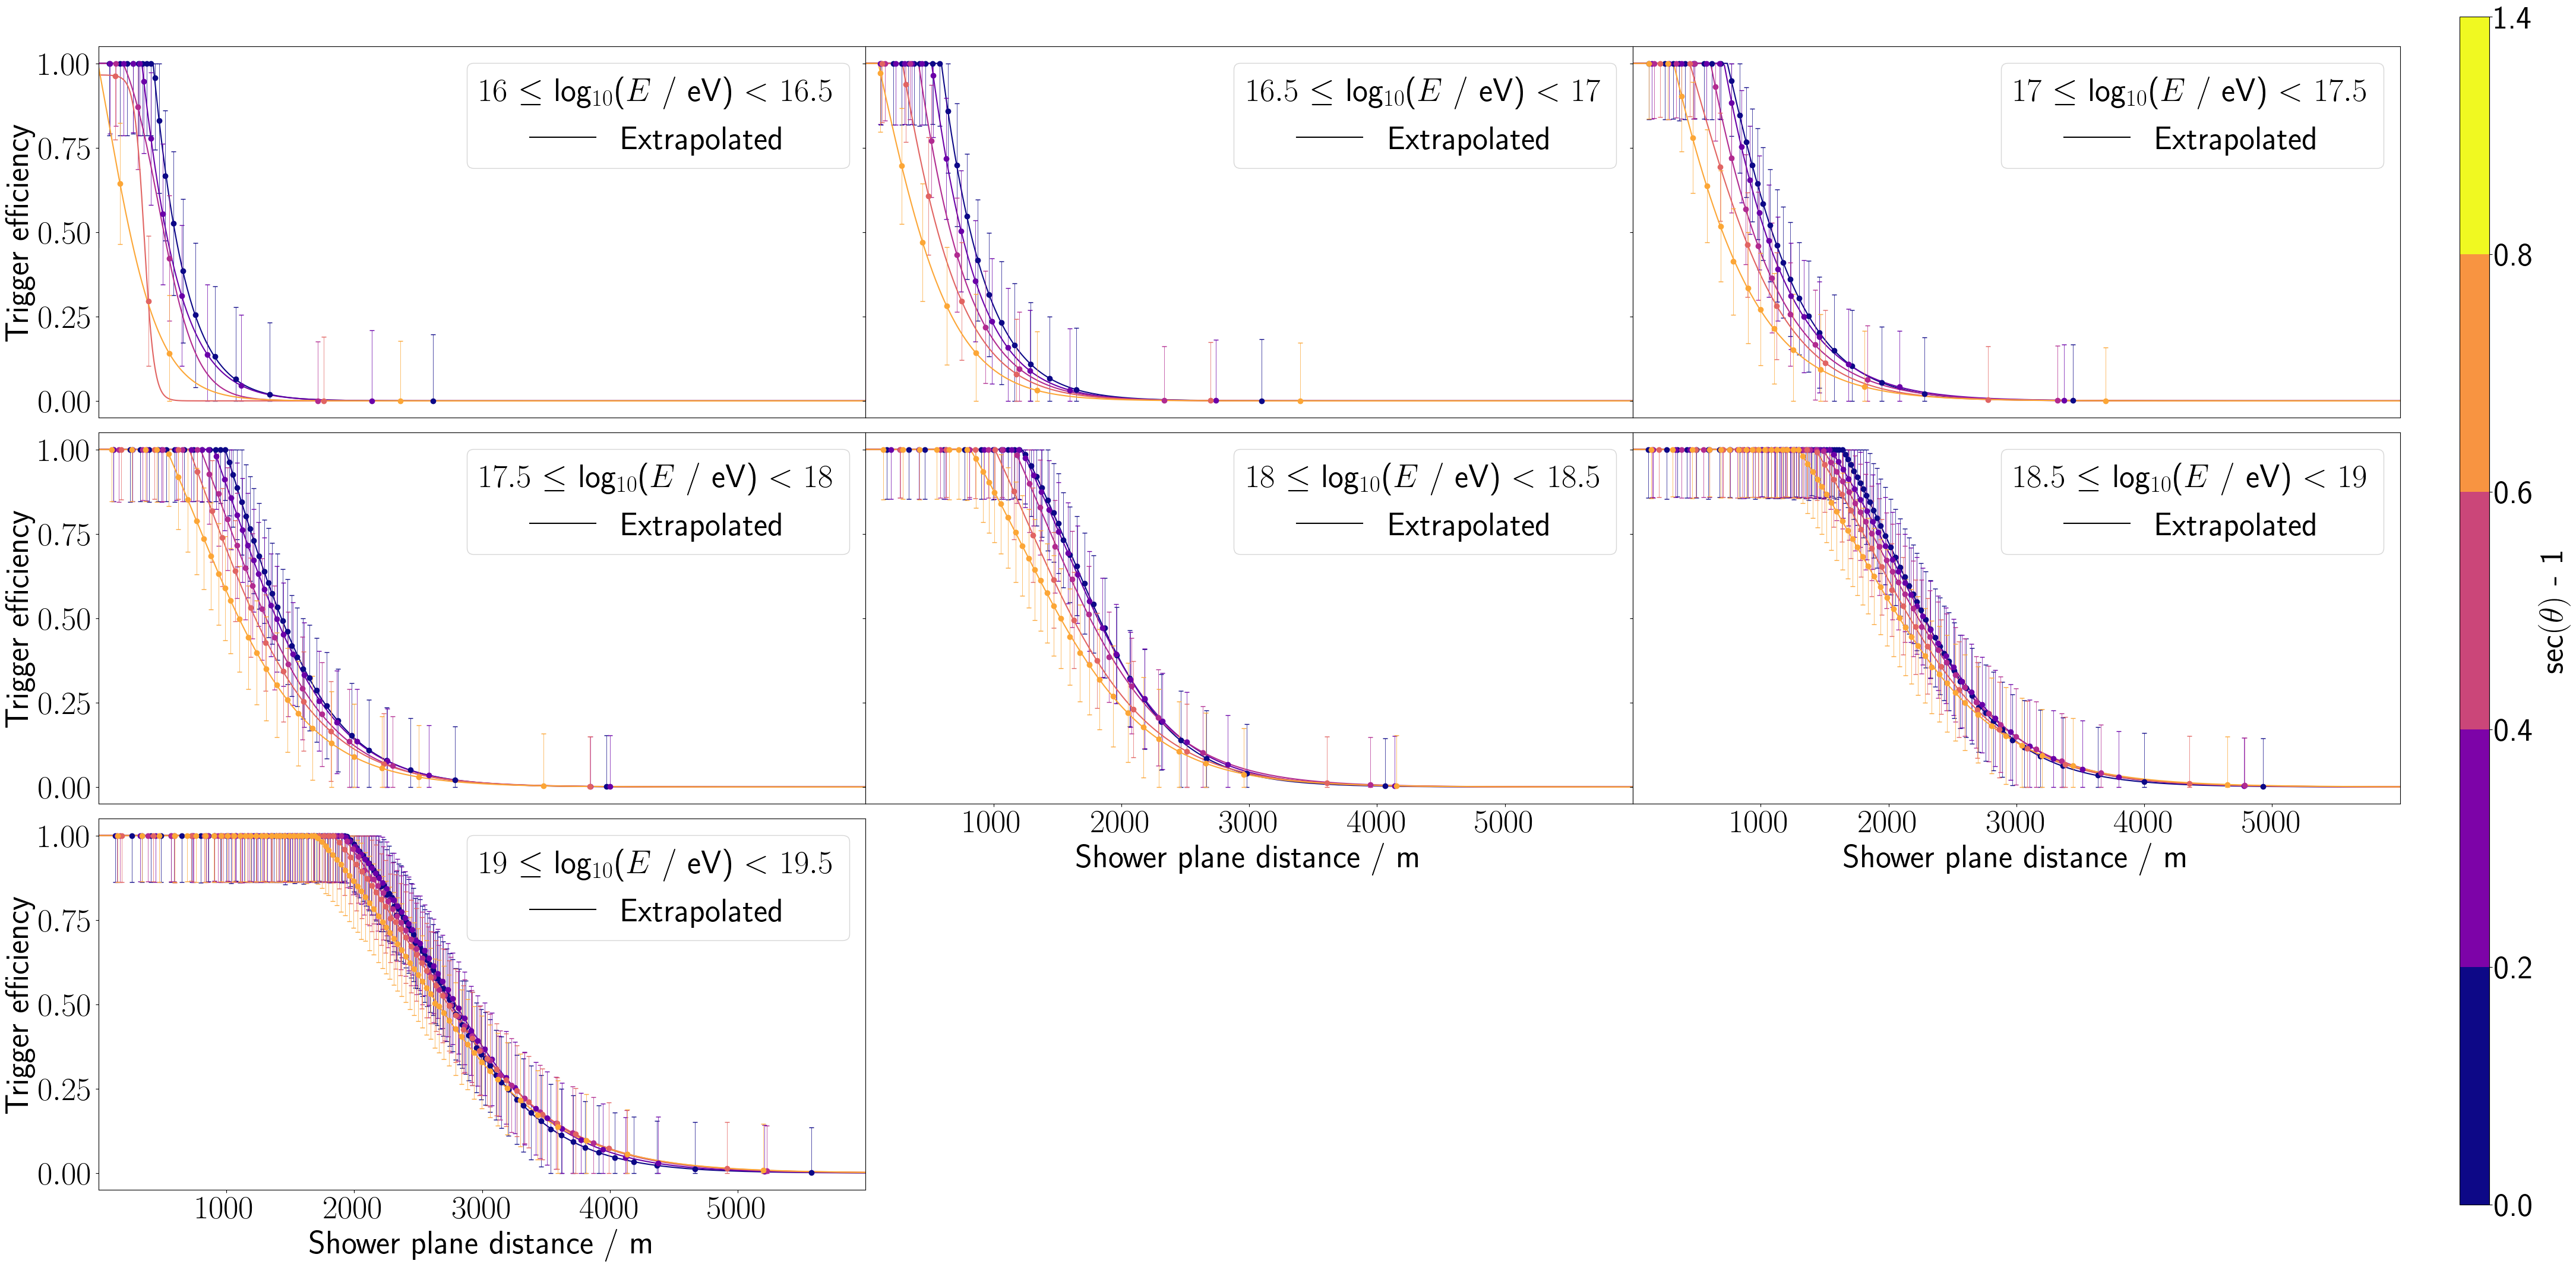 1.00
0.75
0.50
0.25
0.00
Trigger efficiency
16 ≤ log₁₀(E / eV) < 16.5
Extrapolated
16.5 ≤ log₁₀(E / eV) < 17
Extrapolated
17 ≤ log₁₀(E / eV) < 17.5
Extrapolated
1.00
0.75
0.50
0.25
0.00
Trigger efficiency
17.5 ≤ log₁₀(E / eV) < 18
Extrapolated
18 ≤ log₁₀(E / eV) < 18.5
Extrapolated
1000 2000 3000 4000 5000
Shower plane distance / m
18.5 ≤ log₁₀(E / eV) < 19
Extrapolated
1000 2000 3000 4000 5000
Shower plane distance / m
1.00
0.75
0.50
0.25
0.00
Trigger efficiency
19 ≤ log₁₀(E / eV) < 19.5
Extrapolated
1000 2000 3000 4000 5000
Shower plane distance / m
1.4
0.8
0.6
0.4
0.2
0.0
sec(θ) - 1